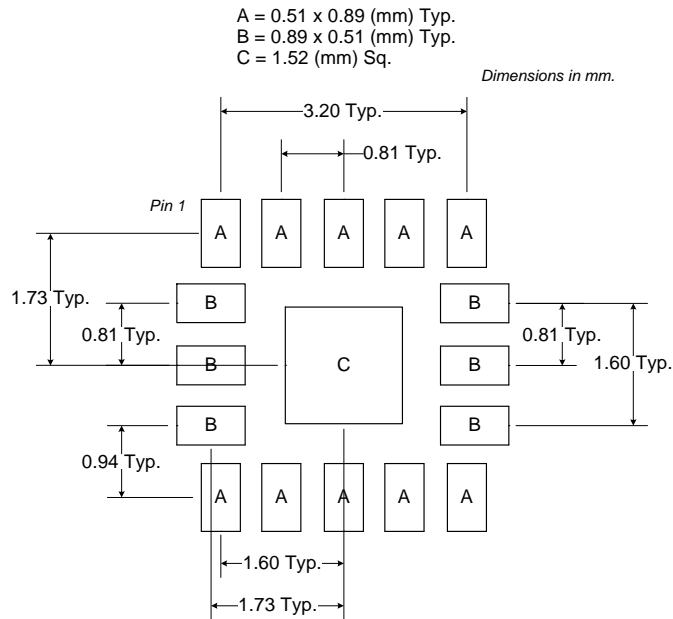 A = 0.51 x 0.89 (mm) Typ.
B = 0.89 x 0.51 (mm) Typ.
C = 1.52 (mm) Sq.
Dimensions in mm.
3.20 Typ.
0.81 Typ.
Pin 1
A A A A A
1.73 Typ.
B B
0.81 Typ. 0.81 Typ.
B C B
1.60 Typ.
B B
0.94 Typ.
A A A A A
1.60 Typ.
1.73 Typ.